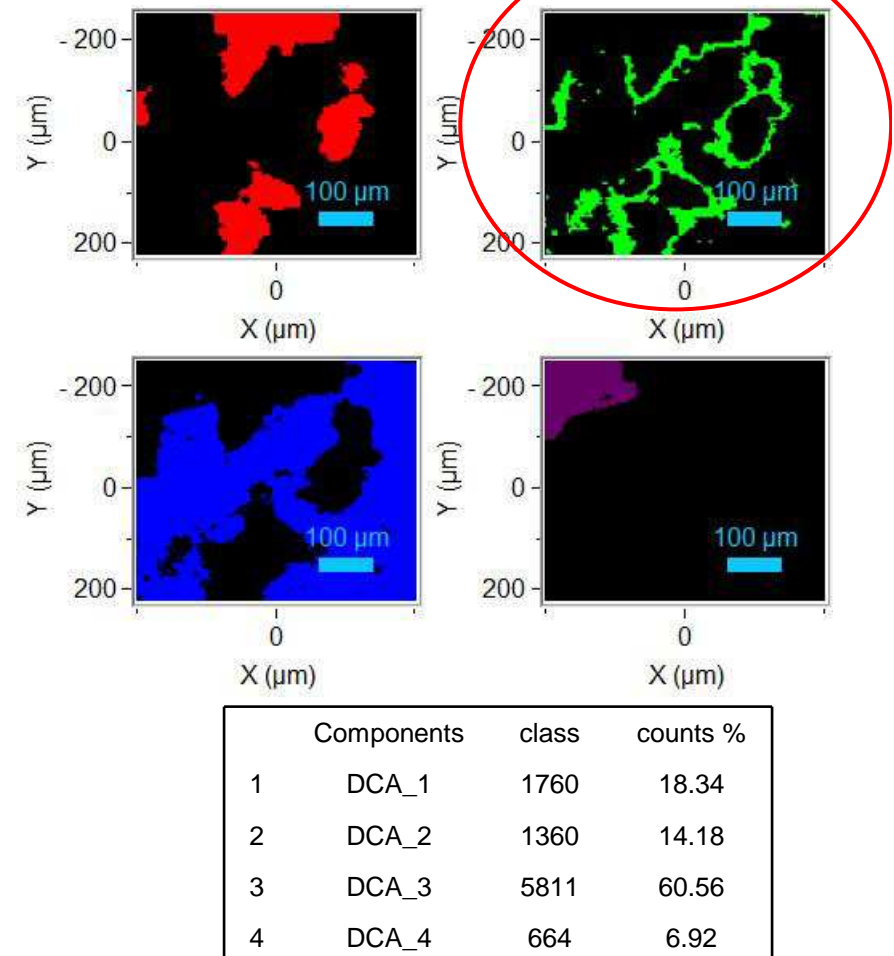 - 200
0
200
Y (µm)
100 µm
0
X (µm)
- 200
0
200
Y (µm)
100 µm
0
X (µm)
- 200
0
200
Y (µm)
100 µm
0
X (µm)
- 200
0
200
Y (µm)
100 µm
0
X (µm)
Components class counts %
1 DCA_1 1760 18.34
2 DCA_2 1360 14.18
3 DCA_3 5811 60.56
4 DCA_4 664 6.92